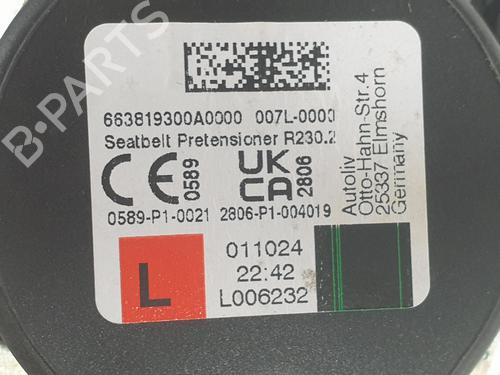 663819300A0000 007L-0000
Seatbelt Pretensioner R230.2
CE 0589
UK CA 2806
0589-P1-0021 2806-P1-004019
Autoliv
Otto-Hahn-Str.4
25337 Elmshorn
Germany
L
011024
22:42
L006232
B-PARTS